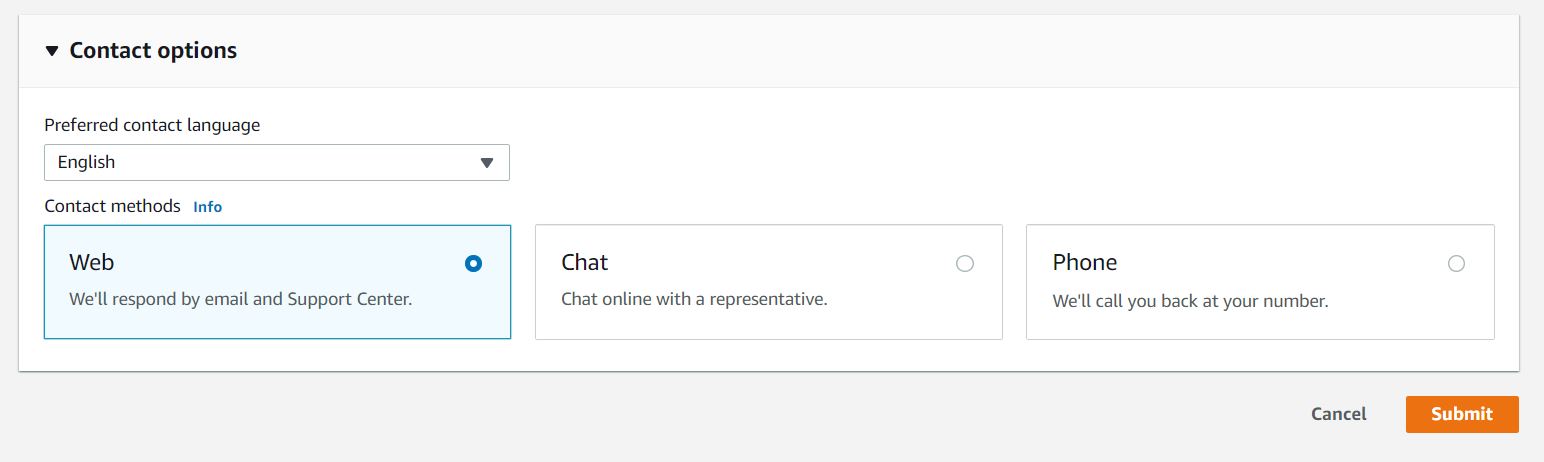 Contact options
Preferred contact language
English
Contact methods Info
Web
We'll respond by email and Support Center.
Chat
Chat online with a representative.
Phone
We'll call you back at your number.
Cancel
Submit